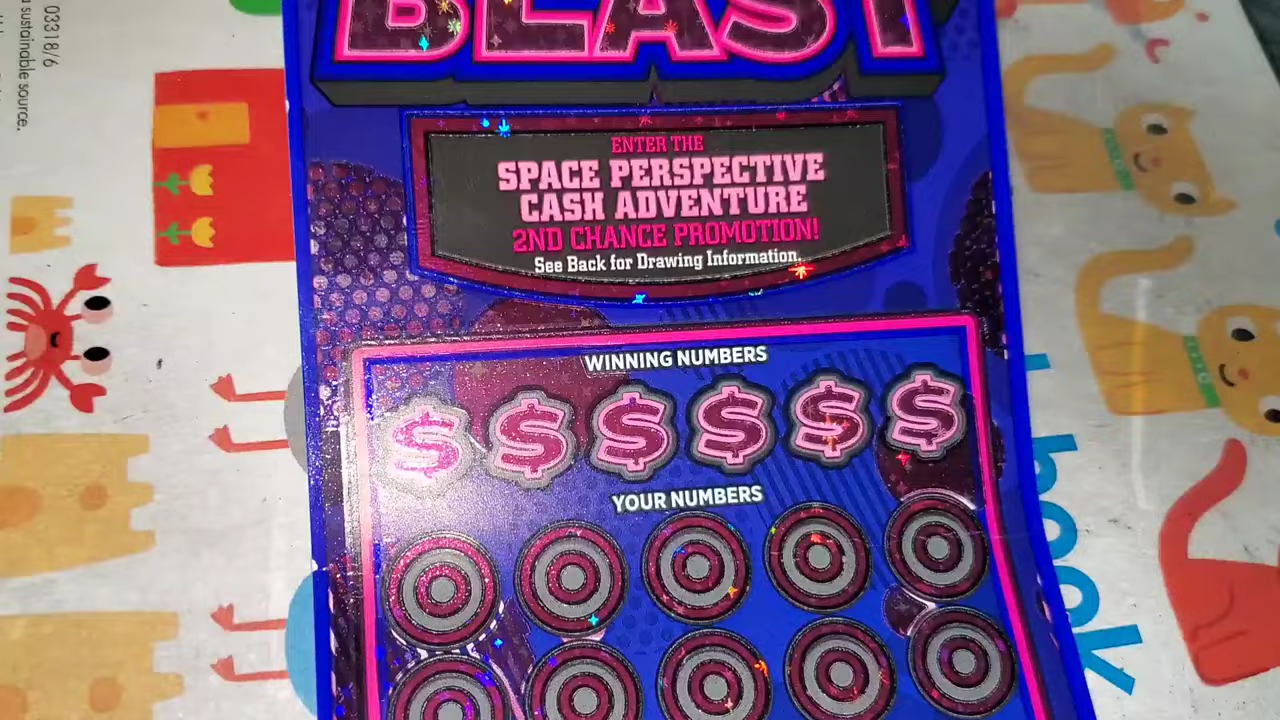 BLAST
ENTER THE
SPACE PERSPECTIVE
CASH ADVENTURE
2ND CHANCE PROMOTION!
See Back for Drawing Information.
WINNING NUMBERS
$ $ $ $ $ $
YOUR NUMBERS
03318/6
a sustainable source.
book